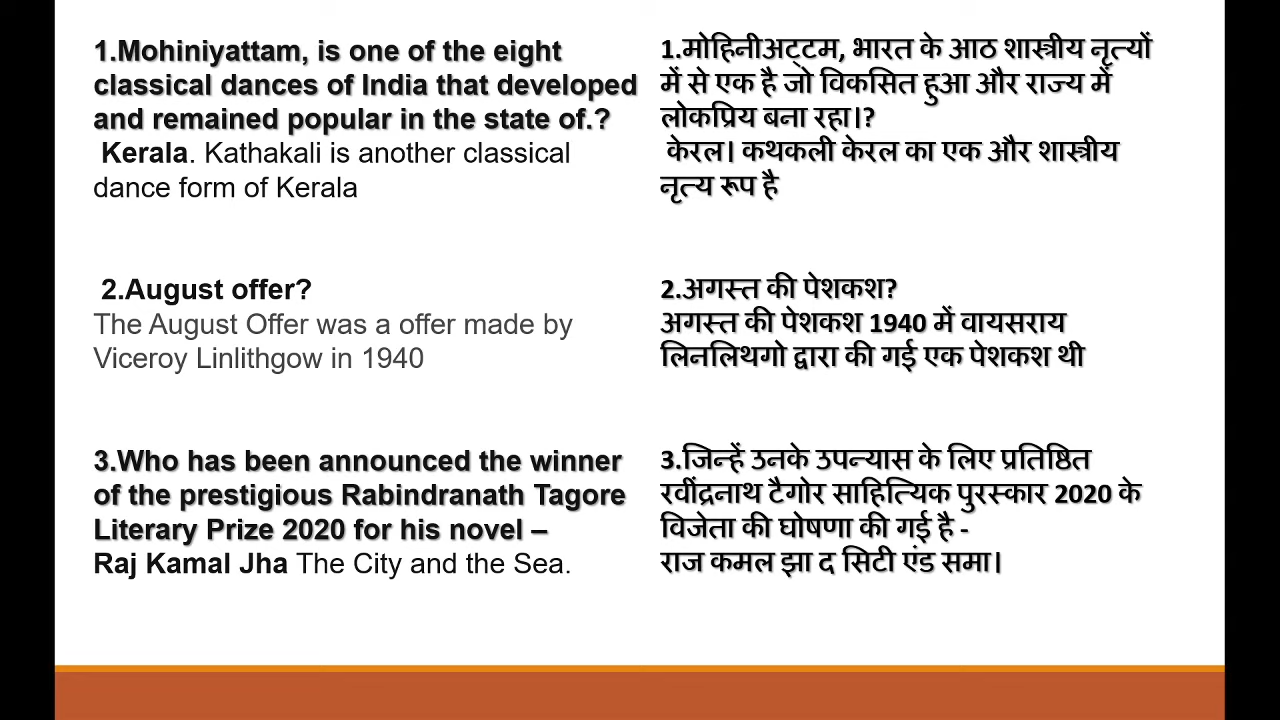 1.Mohiniyattam, is one of the eight
classical dances of India that developed
and remained popular in the state of.?
Kerala. Kathakali is another classical
dance form of Kerala
2.August offer?
The August Offer was a offer made by
Viceroy Linlithgow in 1940
3.Who has been announced the winner
of the prestigious Rabindranath Tagore
Literary Prize 2020 for his novel –
Raj Kamal Jha The City and the Sea.
1.मोहिनीअट्टम, भारत के आठ शास्त्रीय नृत्यों
में से एक है जो विकसित हुआ और राज्य में
लोकप्रिय बना रहा।?
केरल। कथकली केरल का एक और शास्त्रीय
नृत्य रूप है
2.अगस्त की पेशकश?
अगस्त की पेशकश 1940 में वायसराय
लिनलिथगो द्वारा की गई एक पेशकश थी
3.जिन्हें उनके उपन्यास के लिए प्रतिष्ठित
रवींद्रनाथ टैगोर साहित्यिक पुरस्कार 2020 के
विजेता की घोषणा की गई है -
राज कमल झा द सिटी एंड समा।